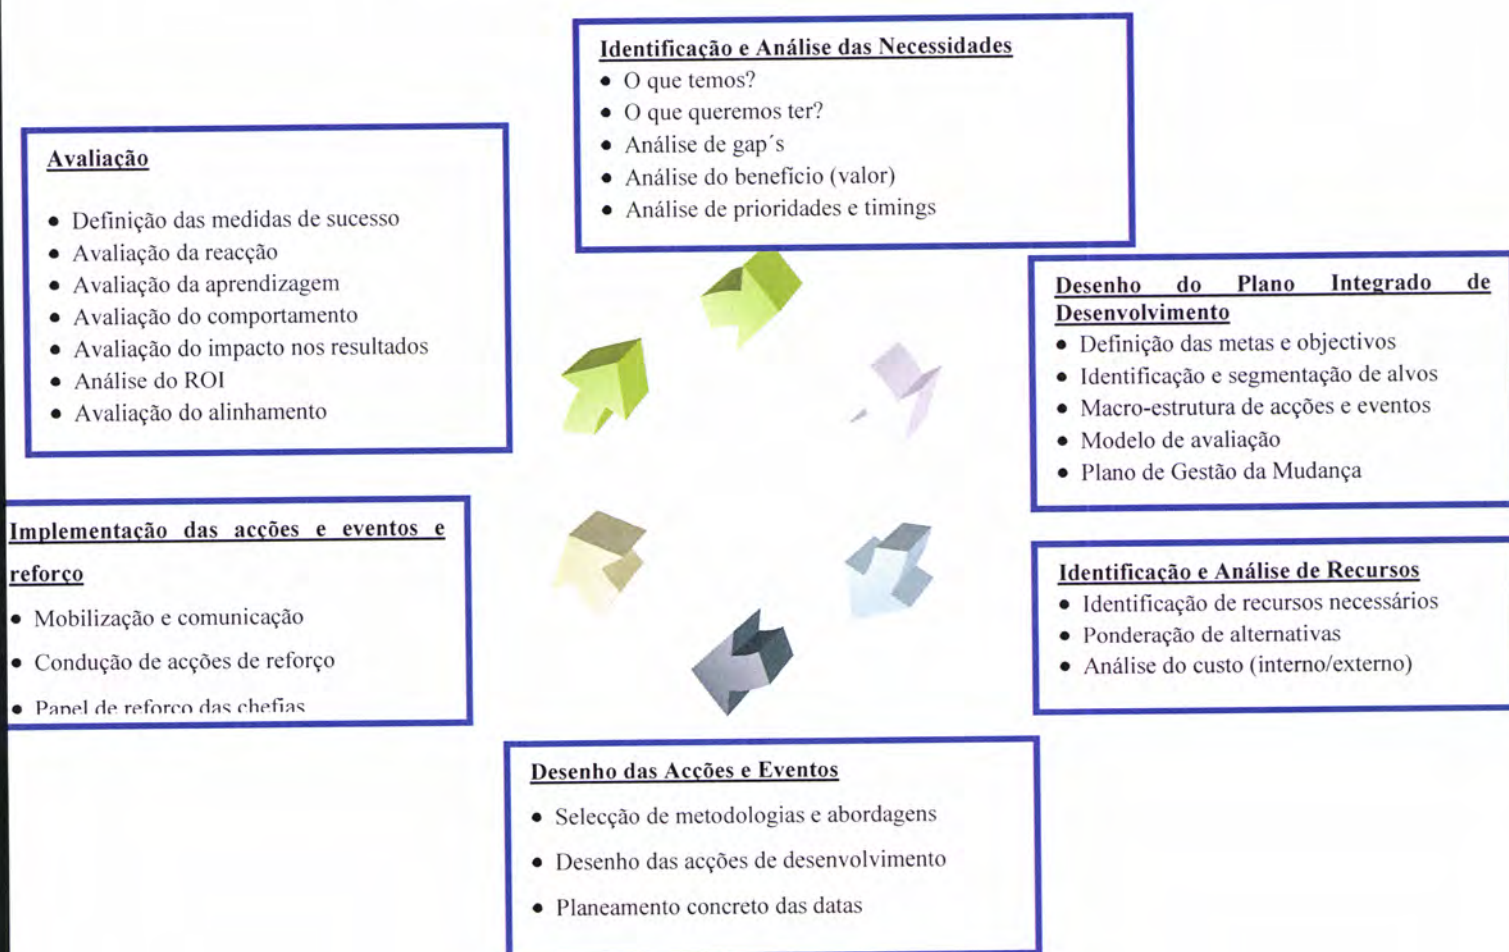 Identificação e Análise das Necessidades
• O que temos?
• O que queremos ter?
• Análise de gap´s
• Análise do benefício (valor)
• Análise de prioridades e timings
Desenho do Plano Integrado de
Desenvolvimento
• Definição das metas e objectivos
• Identificação e segmentação de alvos
• Macro-estrutura de acções e eventos
• Modelo de avaliação
• Plano de Gestão da Mudança
Identificação e Análise de Recursos
• Identificação de recursos necessários
• Ponderação de alternativas
• Análise do custo (interno/externo)
Desenho das Acções e Eventos
• Selecção de metodologias e abordagens
• Desenho das acções de desenvolvimento
• Planeamento concreto das datas
Implementação das acções e eventos e
reforço
• Mobilização e comunicação
• Condução de acções de reforço
• Panel de reforço das chefias
Avaliação
• Definição das medidas de sucesso
• Avaliação da reacção
• Avaliação da aprendizagem
• Avaliação do comportamento
• Avaliação do impacto nos resultados
• Análise do ROI
• Avaliação do alinhamento